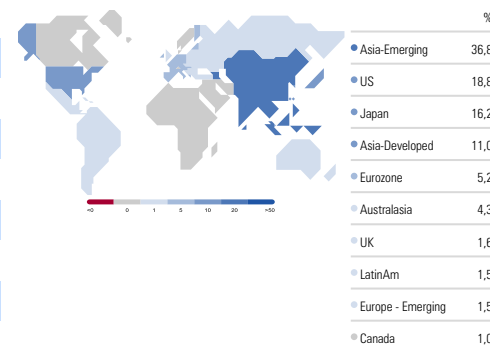 %
Asia-Emerging 36,8
US 18,8
Japan 16,2
Asia-Developed 11,0
Eurozone 5,2
Australasia 4,3
UK 1,6
LatinAm 1,5
Europe - Emerging 1,5
Canada 1,0
<0 0 1 5 10 20 >50